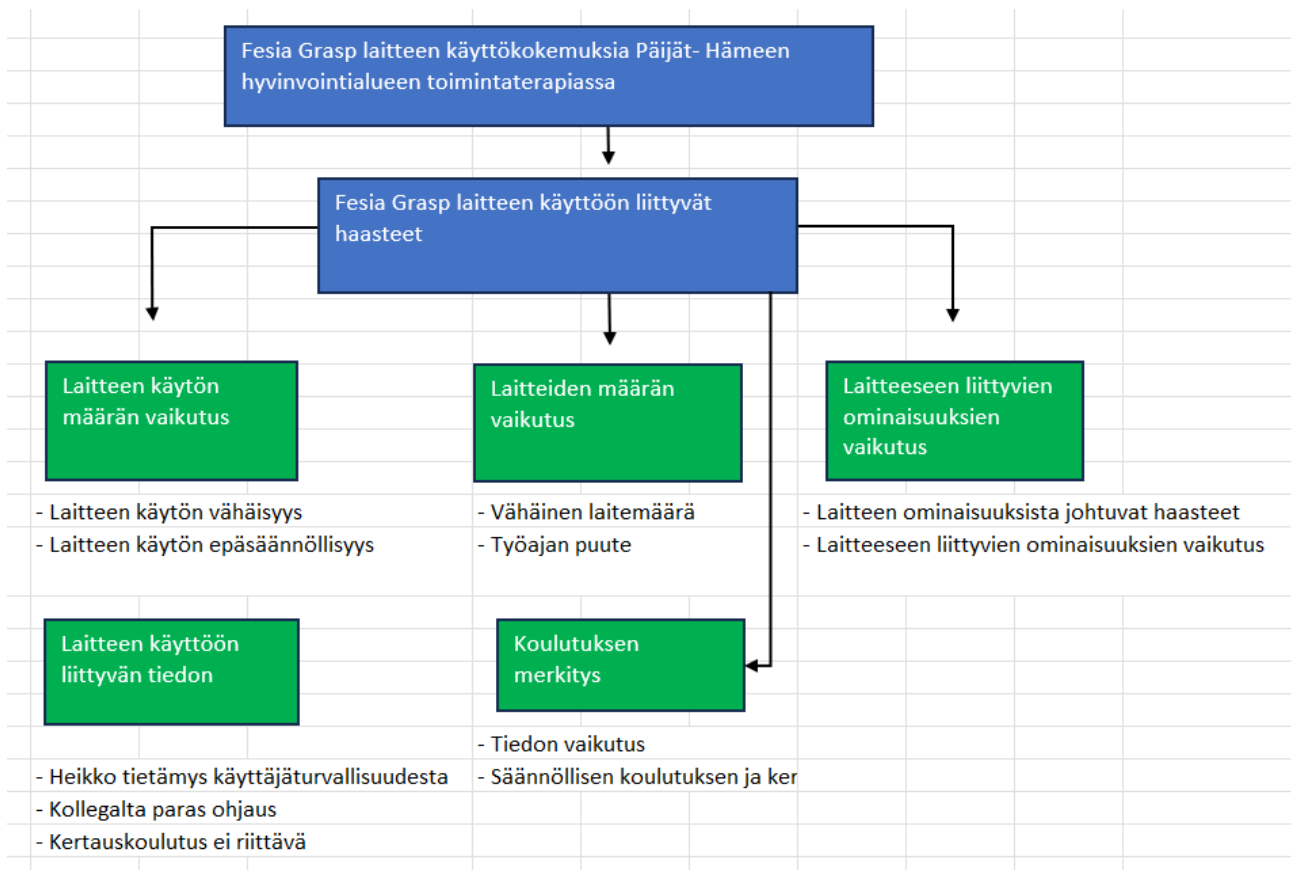 Fesia Grasp laitteen käyttökokemuksia Päijät- Hämeen
hyvinvointialueen toimintaterapiassa
Fesia Grasp laitteen käyttöön liittyvät
haasteet
Laitteen käytön
määrän vaikutus
- Laitteen käytön vähäisyys
- Laitteen käytön epäsäännöllisyys
Laitteiden määrän
vaikutus
- Vähäinen laitemäärä
- Työajan puute
Laitteeseen liittyvien
ominaisuuksien
vaikutus
- Laitteen ominaisuuksista johtuvat haasteet
- Laitteeseen liittyvien ominaisuuksien vaikutus
Laitteen käyttöön
liittyvän tiedon
- Heikko tietämys käyttäjäturvallisuudesta
- Kollegalta paras ohjaus
- Kertauskoulutus ei riittävä
Koulutuksen
merkitys
- Tiedon vaikutus
- Säännöllisen koulutuksen ja ker